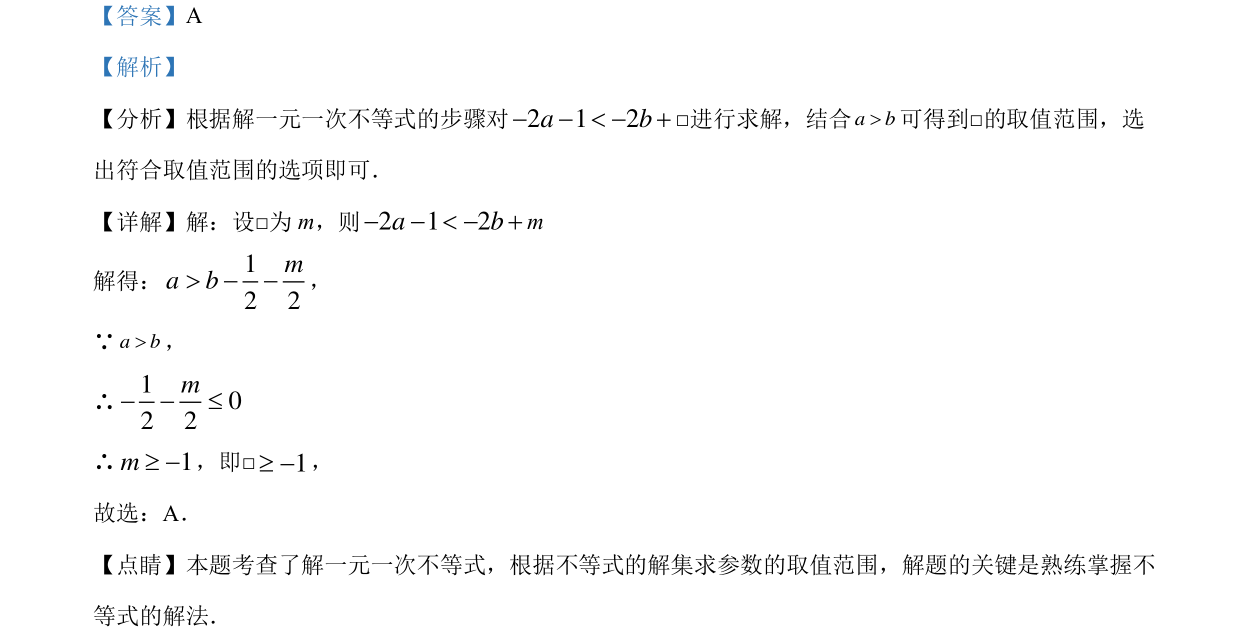 【答案】A
【解析】
【分析】根据解一元一次不等式的步骤对−2a−1<−2b+□进行求解，结合a>b可得到□的取值范围，选
出符合取值范围的选项即可．
【详解】解：设□为 m，则−2a−1<−2b+m
解得：a>b−1/2−m/2，
∵a>b，
∴−1/2−m/2≤0
∴m≥−1，即□≥−1，
故选：A．
【点睛】本题考查了解一元一次不等式，根据不等式的解集求参数的取值范围，解题的关键是熟练掌握不
等式的解法．